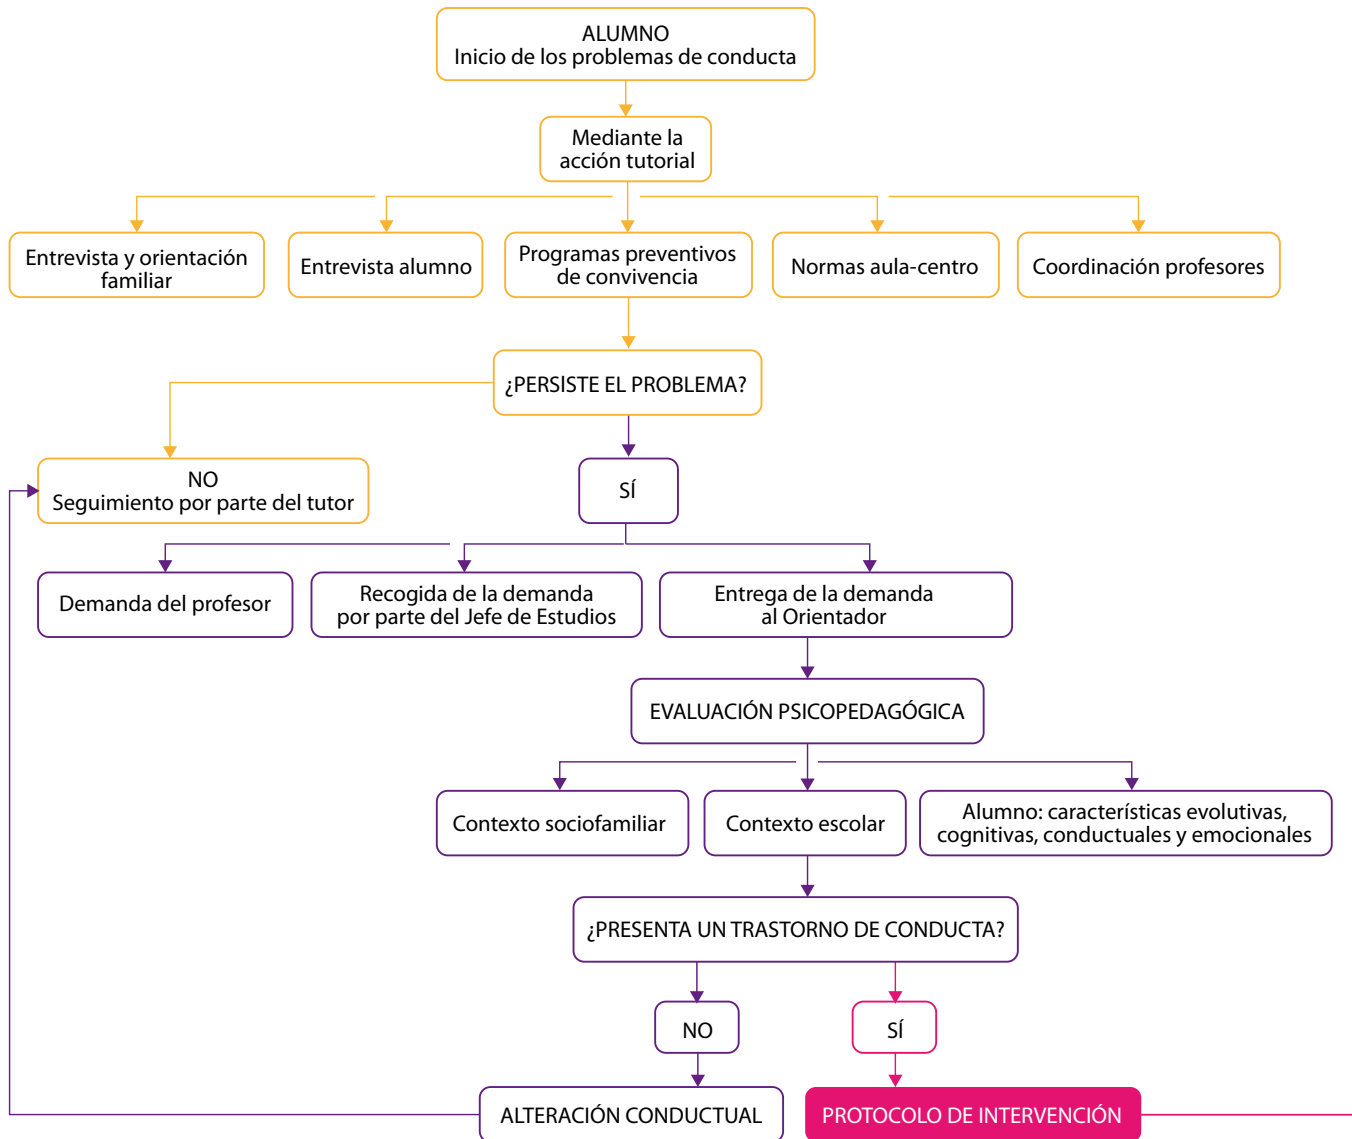 ALUMNO
Inicio de los problemas de conducta
Mediante la
acción tutorial
Entrevista y orientación
familiar
Entrevista alumno
Programas preventivos
de convivencia
Normas aula-centro
Coordinación profesores
¿PERSISTE EL PROBLEMA?
NO
Seguimiento por parte del tutor
SÍ
Demanda del profesor
Recogida de la demanda
por parte del Jefe de Estudios
Entrega de la demanda
al Orientador
EVALUACIÓN PSICOPEDAGÓGICA
Contexto sociofamiliar
Contexto escolar
Alumno: características evolutivas,
cognitivas, conductuales y emocionales
¿PRESENTA UN TRASTORNO DE CONDUCTA?
NO
SÍ
ALTERACIÓN CONDUCTUAL
PROTOCOLO DE INTERVENCIÓN